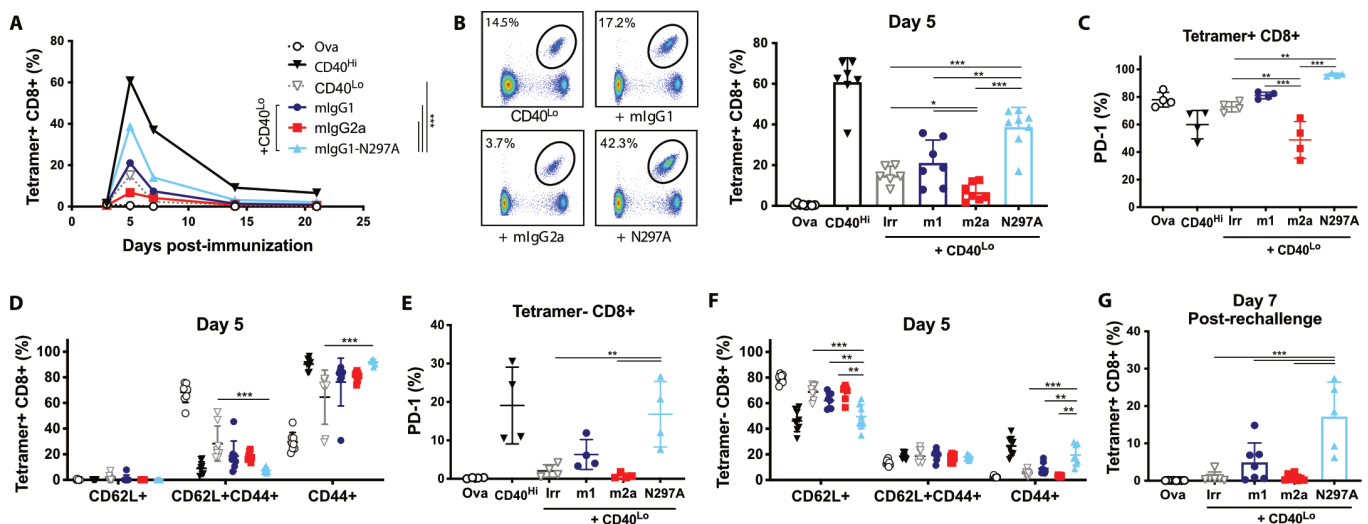 A
Tetramer+ CD8+ (%)
80
60
40
20
0
0
5
10
15
20
25
Days post-immunization
Ova
CD40Hi
CD40Lo
mIgG1
mIgG2a
mIgG1-N297A
+CD40Lo
***
B
14.5%
17.2%
CD40Lo
+ mIgG1
3.7%
42.3%
+ mIgG2a
+ N297A
Day 5
Tetramer+ CD8+ (%)
80
60
40
20
0
***
**
***
*
Ova
CD40Hi
Irr
m1
m2a
N297A
+ CD40Lo
C
Tetramer+ CD8+
PD-1 (%)
100
80
60
40
20
0
**
***
**
***
Ova
CD40Hi
Irr
m1
m2a
N297A
+ CD40Lo
D
Day 5
Tetramer+ CD8+ (%)
100
80
60
40
20
0
***
***
CD62L+
CD62L+CD44+
CD44+
E
Tetramer- CD8+
PD-1 (%)
40
30
20
10
0
**
Ova
CD40Hi
Irr
m1
m2a
N297A
+ CD40Lo
F
Day 5
Tetramer- CD8+ (%)
100
80
60
40
20
0
***
**
**
***
**
**
CD62L+
CD62L+CD44+
CD44+
G
Day 7
Post-rechallenge
Tetramer+ CD8+ (%)
40
30
20
10
0
***
Ova
Irr
m1
m2a
N297A
+ CD40Lo